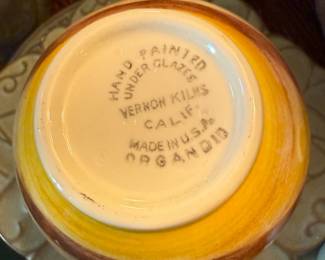 HAND PAINTED
UNDER GLAZE
VERNON KILNS
CALIF.
MADE IN U.S.A.
ORGANDIE